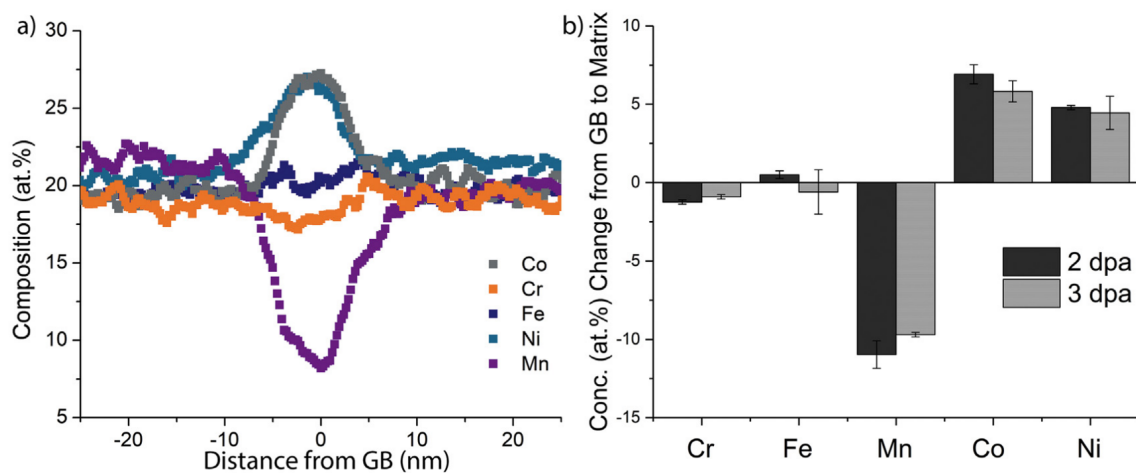 a)
Composition (at.%)
30
25
20
15
10
5
-20
-10
0
10
20
Distance from GB (nm)
Co
Cr
Fe
Ni
Mn
b)
Conc. (at.%) Change from GB to Matrix
10
5
0
-5
-10
-15
Cr
Fe
Mn
Co
Ni
2 dpa
3 dpa